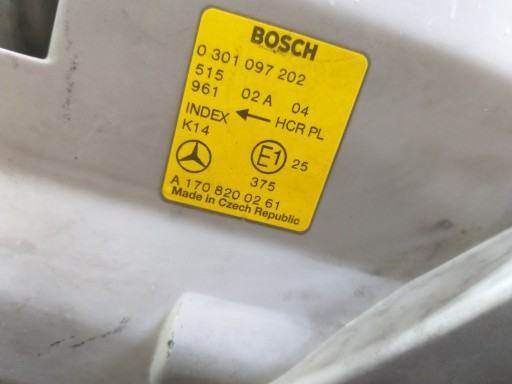 BOSCH
0 301 097 202
515
961 02 A 04
INDEX ← HCR PL
K14
E1 25
375
A 170 820 02 61
Made in Czech Republic